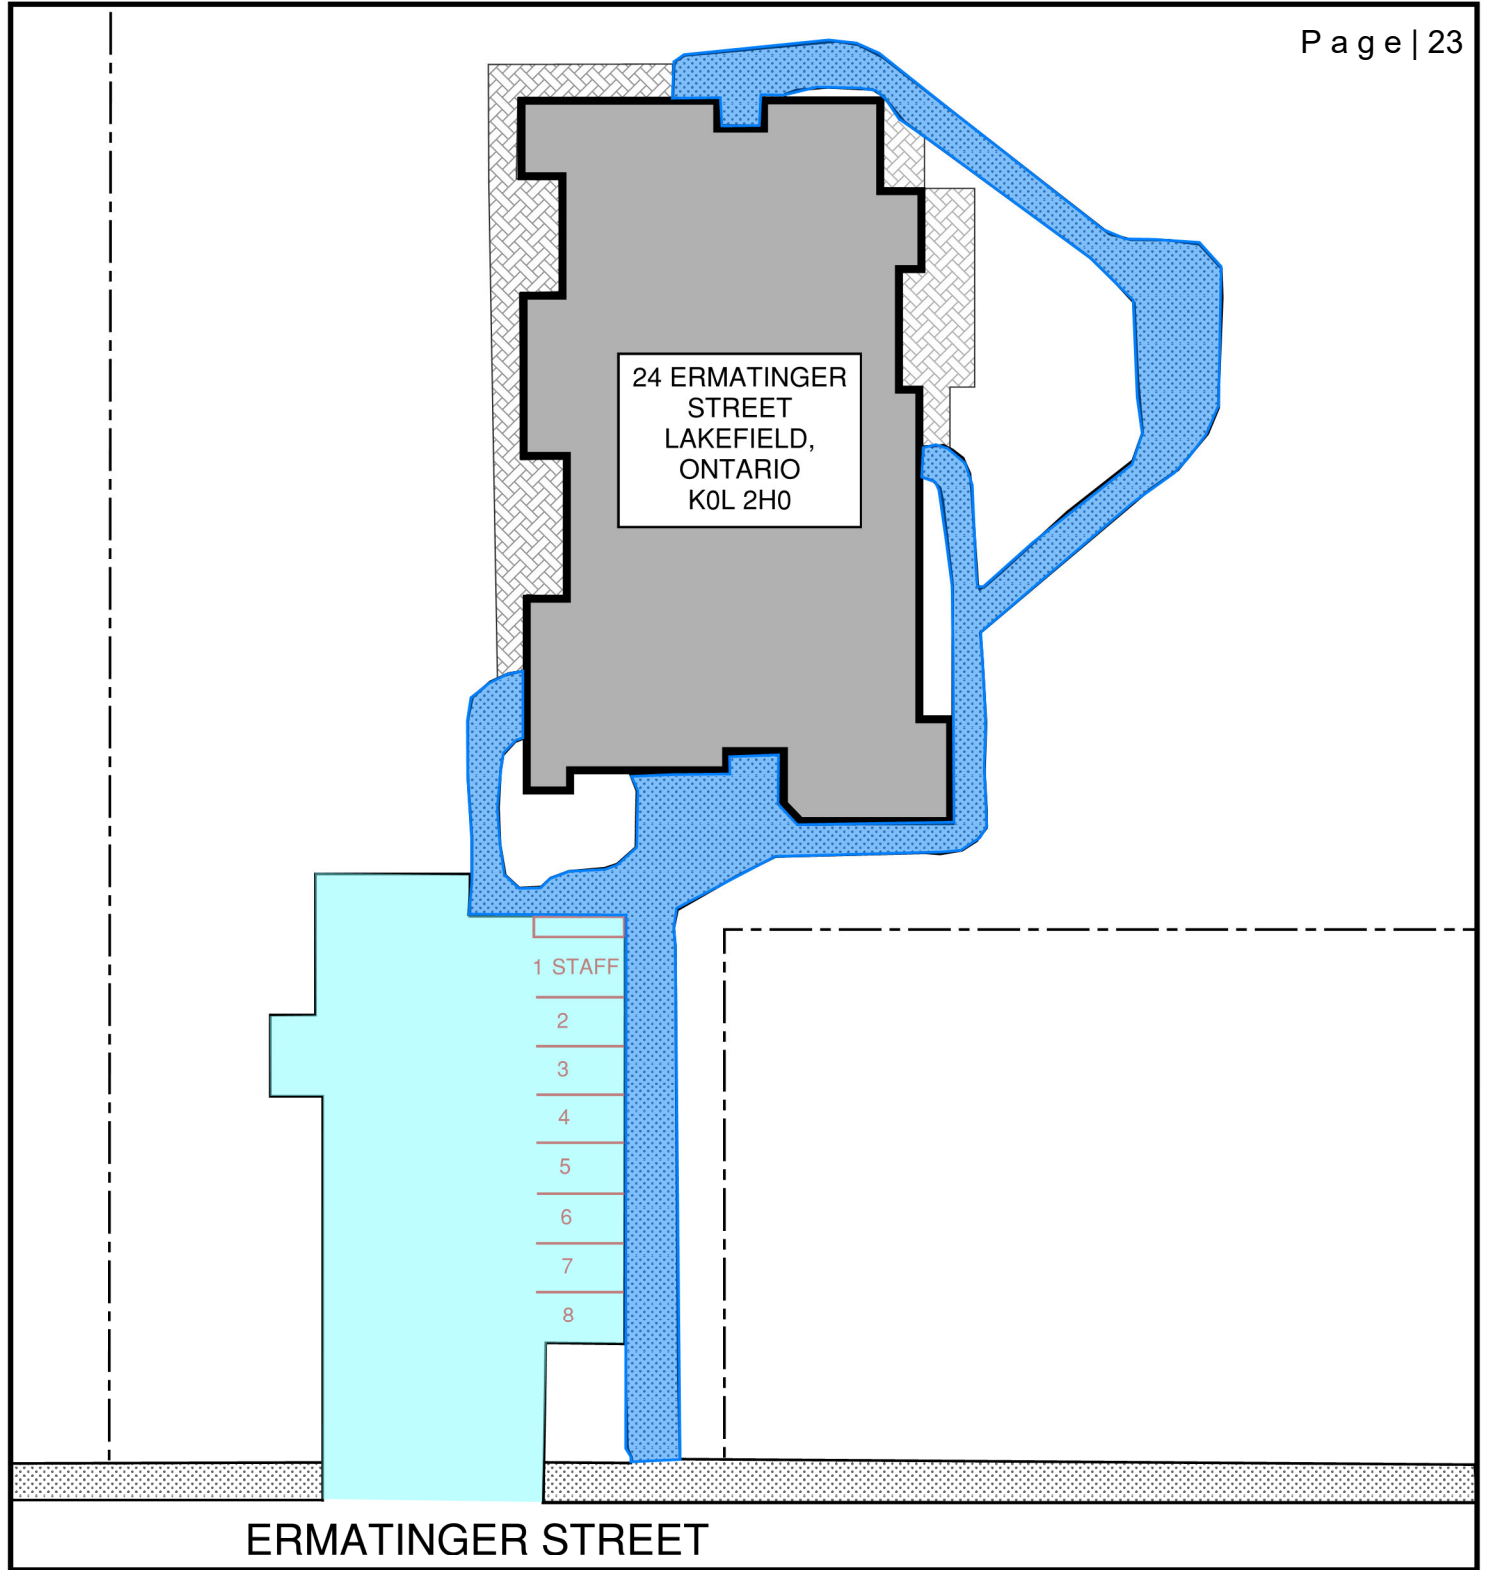 P a g e | 23
24 ERMATINGER
STREET
LAKEFIELD,
ONTARIO
K0L 2H0
1 STAFF
2
3
4
5
6
7
8
ERMATINGER STREET